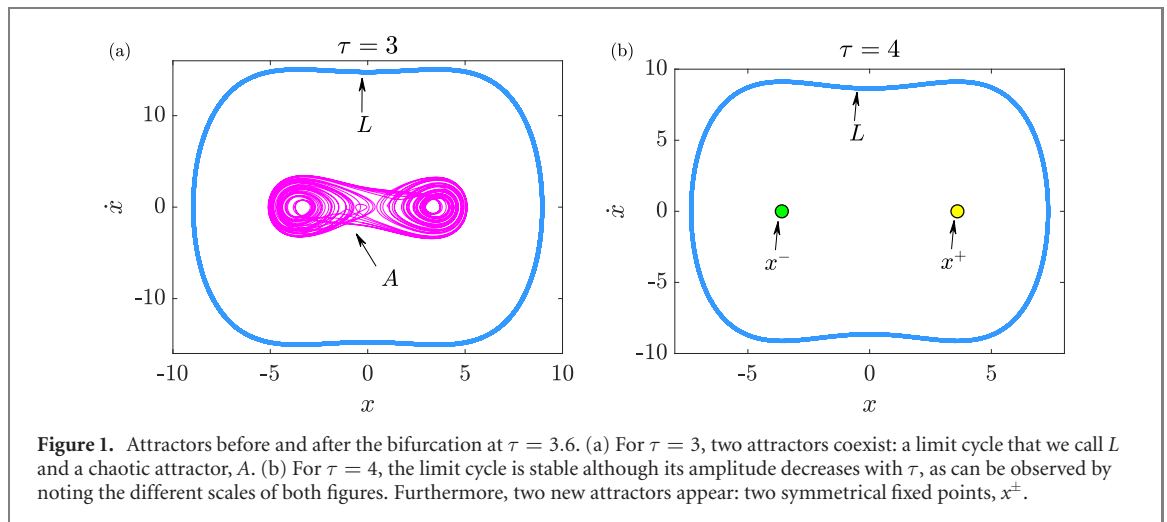 (a)
τ = 3
ẋ
10
0
-10
-10
-5
0
5
10
x
L
A
(b)
τ = 4
ẋ
10
5
0
-5
-10
-5
0
5
x
L
x⁻
x⁺
Figure 1. Attractors before and after the bifurcation at τ = 3.6. (a) For τ = 3, two attractors coexist: a limit cycle that we call L
and a chaotic attractor, A. (b) For τ = 4, the limit cycle is stable although its amplitude decreases with τ, as can be observed by
noting the different scales of both figures. Furthermore, two new attractors appear: two symmetrical fixed points, x±.